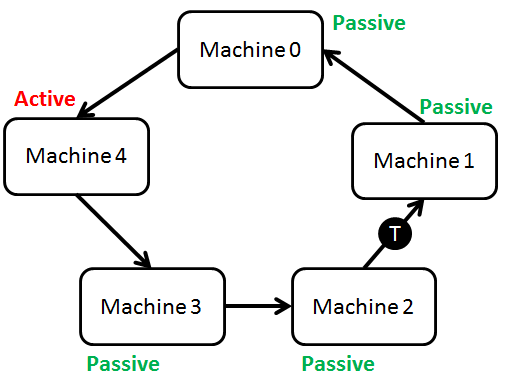 Passive
Machine 0
Active
Passive
Machine 4
Machine 1
T
Machine 3
Machine 2
Passive
Passive